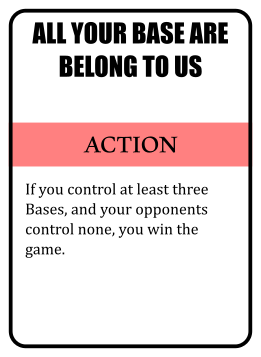 ALL YOUR BASE ARE
BELONG TO US
ACTION
If you control at least three
Bases, and your opponents
control none, you win the
game.